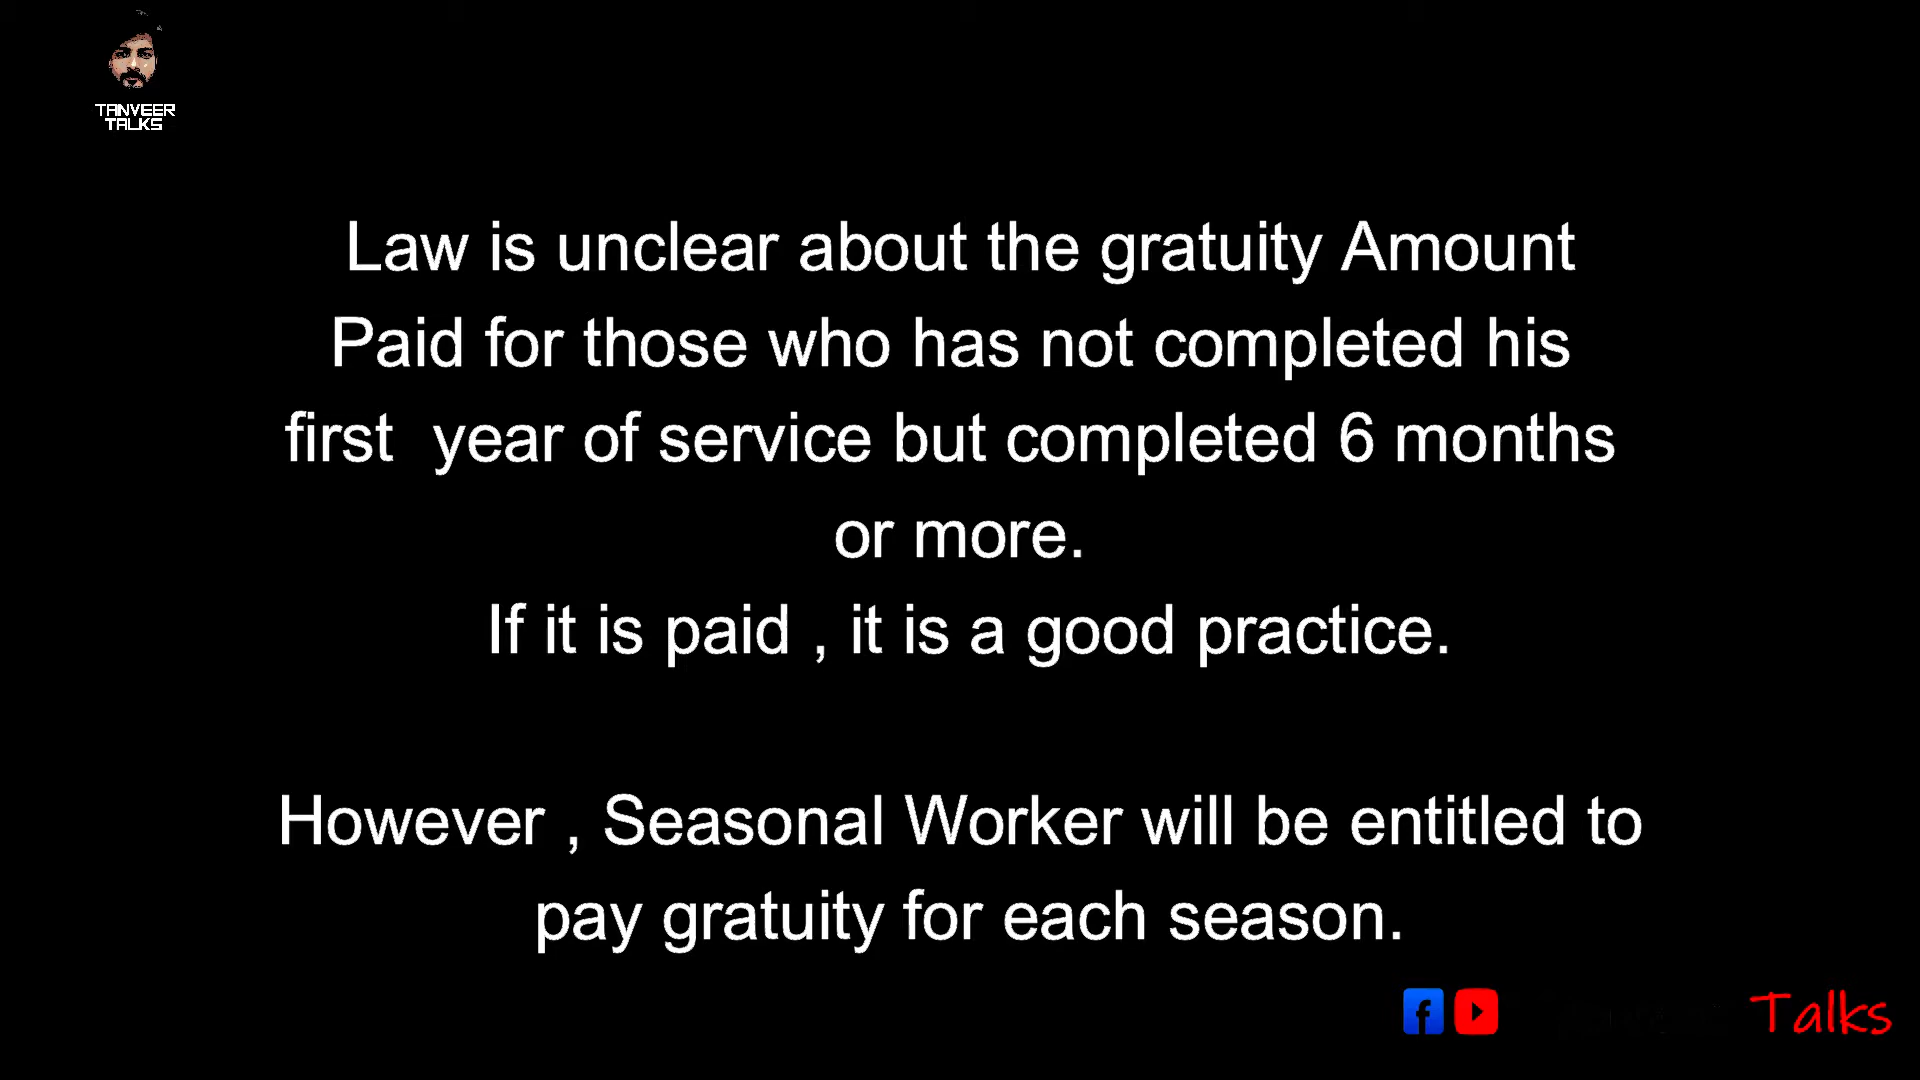 TANVEER
TALKS
Law is unclear about the gratuity Amount
Paid for those who has not completed his
first  year of service but completed 6 months
or more.
If it is paid , it is a good practice.
However , Seasonal Worker will be entitled to
pay gratuity for each season.
Talks